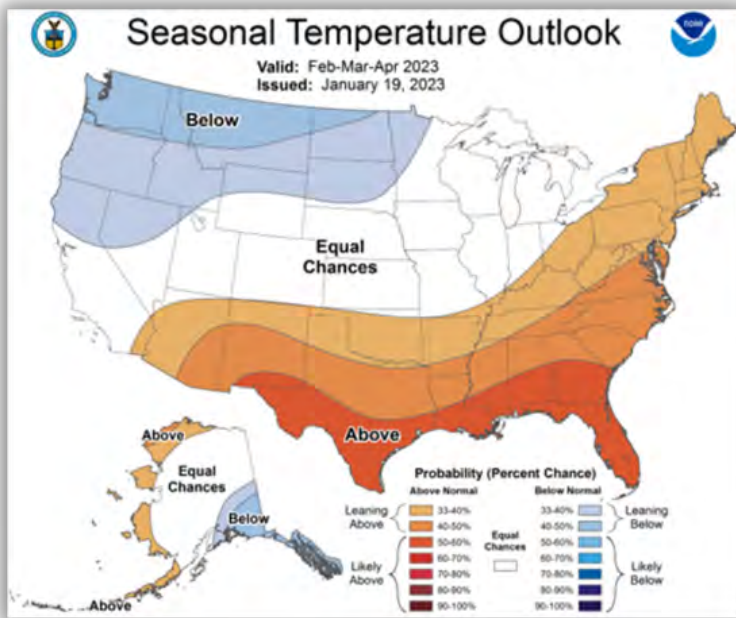 Seasonal Temperature Outlook
Valid: Feb-Mar-Apr 2023
Issued: January 19, 2023
Below
Equal
Chances
Above
Above
Equal
Chances
Below
Above
Probability (Percent Chance)
Above Normal
Below Normal
Leaning
Above
33-40%
40-50%
Likely
Above
50-60%
60-70%
70-80%
80-90%
90-100%
Equal
Chances
33-40%
40-50%
Leaning
Below
50-60%
60-70%
70-80%
80-90%
90-100%
Likely
Below